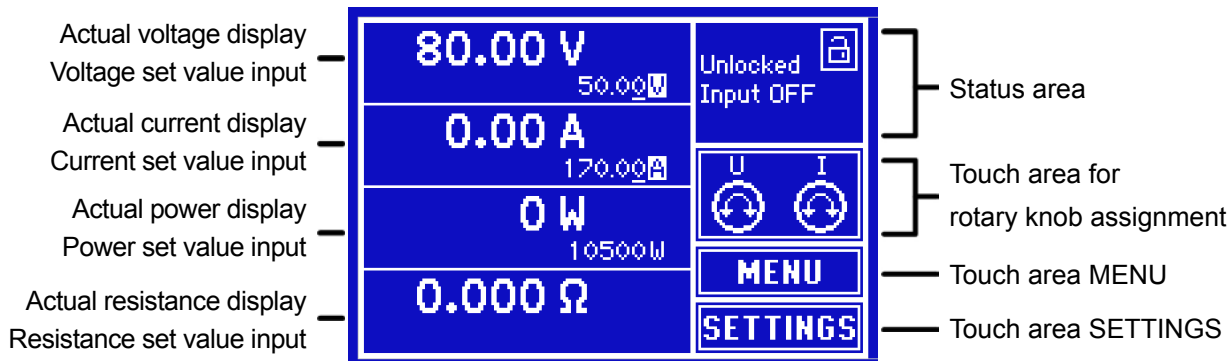 Actual voltage display
Voltage set value input
Actual current display
Current set value input
Actual power display
Power set value input
Actual resistance display
Resistance set value input
80.00 V
50.00V
0.00 A
170.00A
0 W
10500W
0.000 Ω
Unlocked
Input OFF
U I
MENU
SETTINGS
Status area
Touch area for
rotary knob assignment
Touch area MENU
Touch area SETTINGS